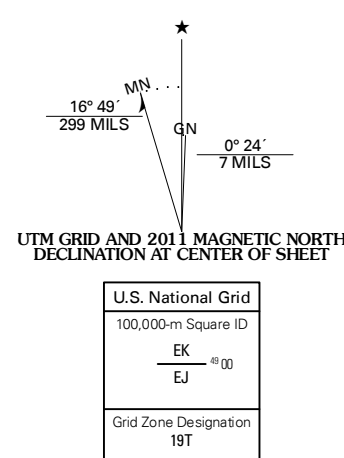 ★
MN
16° 49´
299 MILS
GN
0° 24´
7 MILS
UTM GRID AND 2011 MAGNETIC NORTH
DECLINATION AT CENTER OF SHEET
U.S. National Grid
100,000-m Square ID
EK
49 00
EJ
Grid Zone Designation
19T